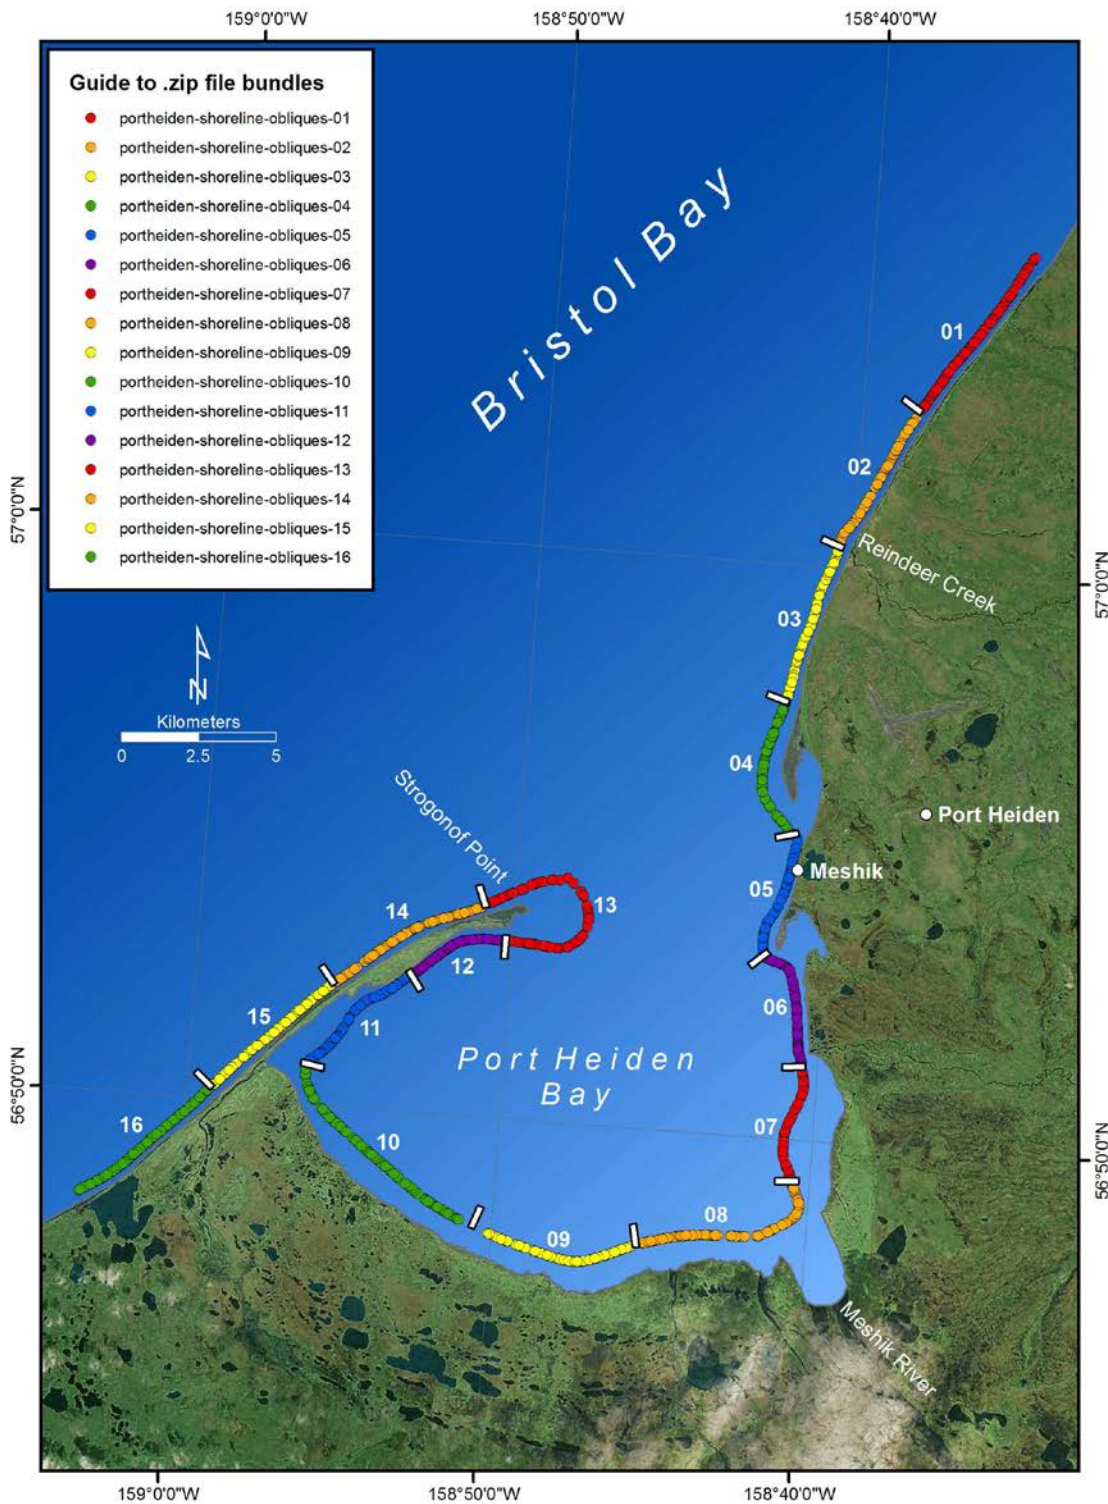 159°0'0"W
158°50'0"W
158°40'0"W
Guide to .zip file bundles
portheiden-shoreline-obliques-01
portheiden-shoreline-obliques-02
portheiden-shoreline-obliques-03
portheiden-shoreline-obliques-04
portheiden-shoreline-obliques-05
portheiden-shoreline-obliques-06
portheiden-shoreline-obliques-07
portheiden-shoreline-obliques-08
portheiden-shoreline-obliques-09
portheiden-shoreline-obliques-10
portheiden-shoreline-obliques-11
portheiden-shoreline-obliques-12
portheiden-shoreline-obliques-13
portheiden-shoreline-obliques-14
portheiden-shoreline-obliques-15
portheiden-shoreline-obliques-16
Bristol Bay
01
02
57°0'0"N
Reindeer Creek
57°0'0"N
03
N
Kilometers
0 2.5 5
04
Strogonof Point
Port Heiden
Meshik
05
14
13
12
06
15
11
Port Heiden
Bay
56°50'0"N
16
10
07
56°50'0"N
08
09
Meshik River
159°0'0"W
158°50'0"W
158°40'0"W